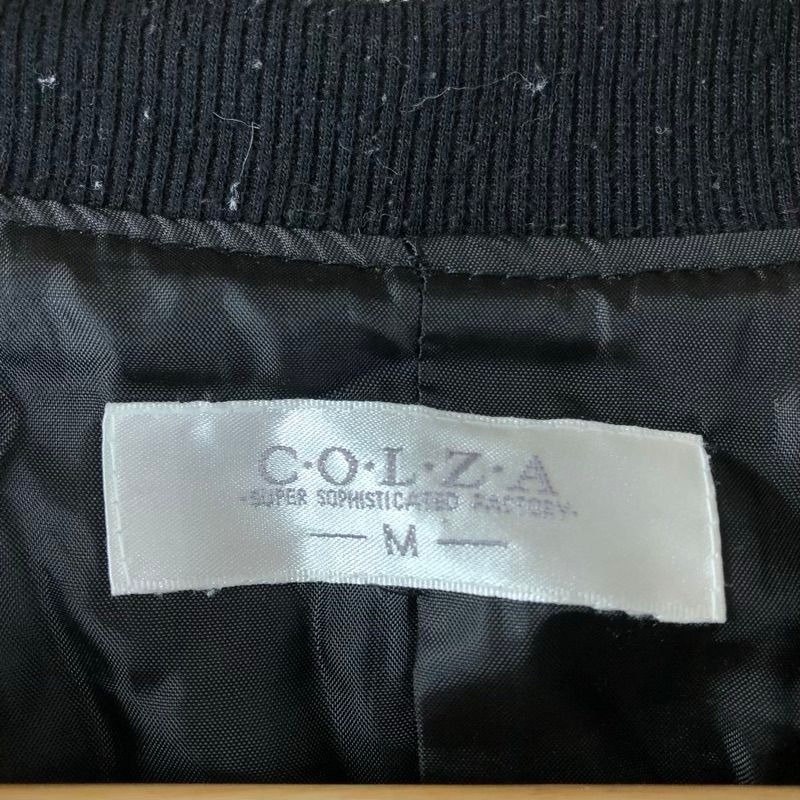 C·O·L·Z·A
-SUPER SOPHISTICATED FACTORY-
— M —